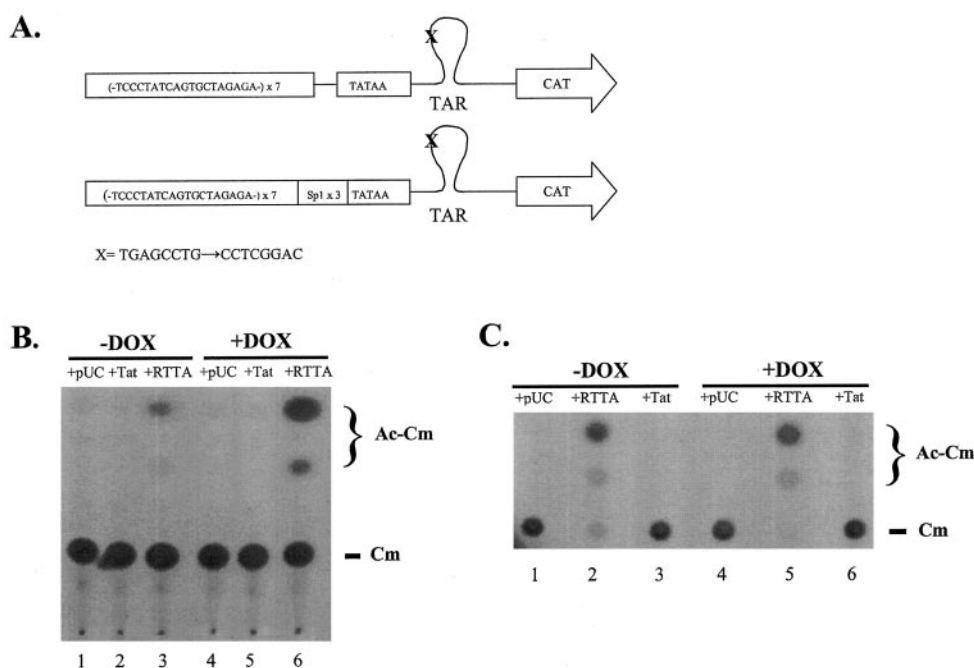 A.
(-TCCCTATCAGTGCTAGAGA-) x 7
TATAA
X
TAR
CAT
(-TCCCTATCAGTGCTAGAGA-) x 7
Sp1 x 3
TATAA
X
TAR
CAT
X= TGAGCCTG→CCTCGGAC
B.
-DOX +DOX
+pUC +Tat +RTTA +pUC +Tat +RTTA
Ac-Cm
Cm
1 2 3 4 5 6
C.
-DOX +DOX
+pUC +RTTA +Tat +pUC +RTTA +Tat
Ac-Cm
Cm
1 2 3 4 5 6